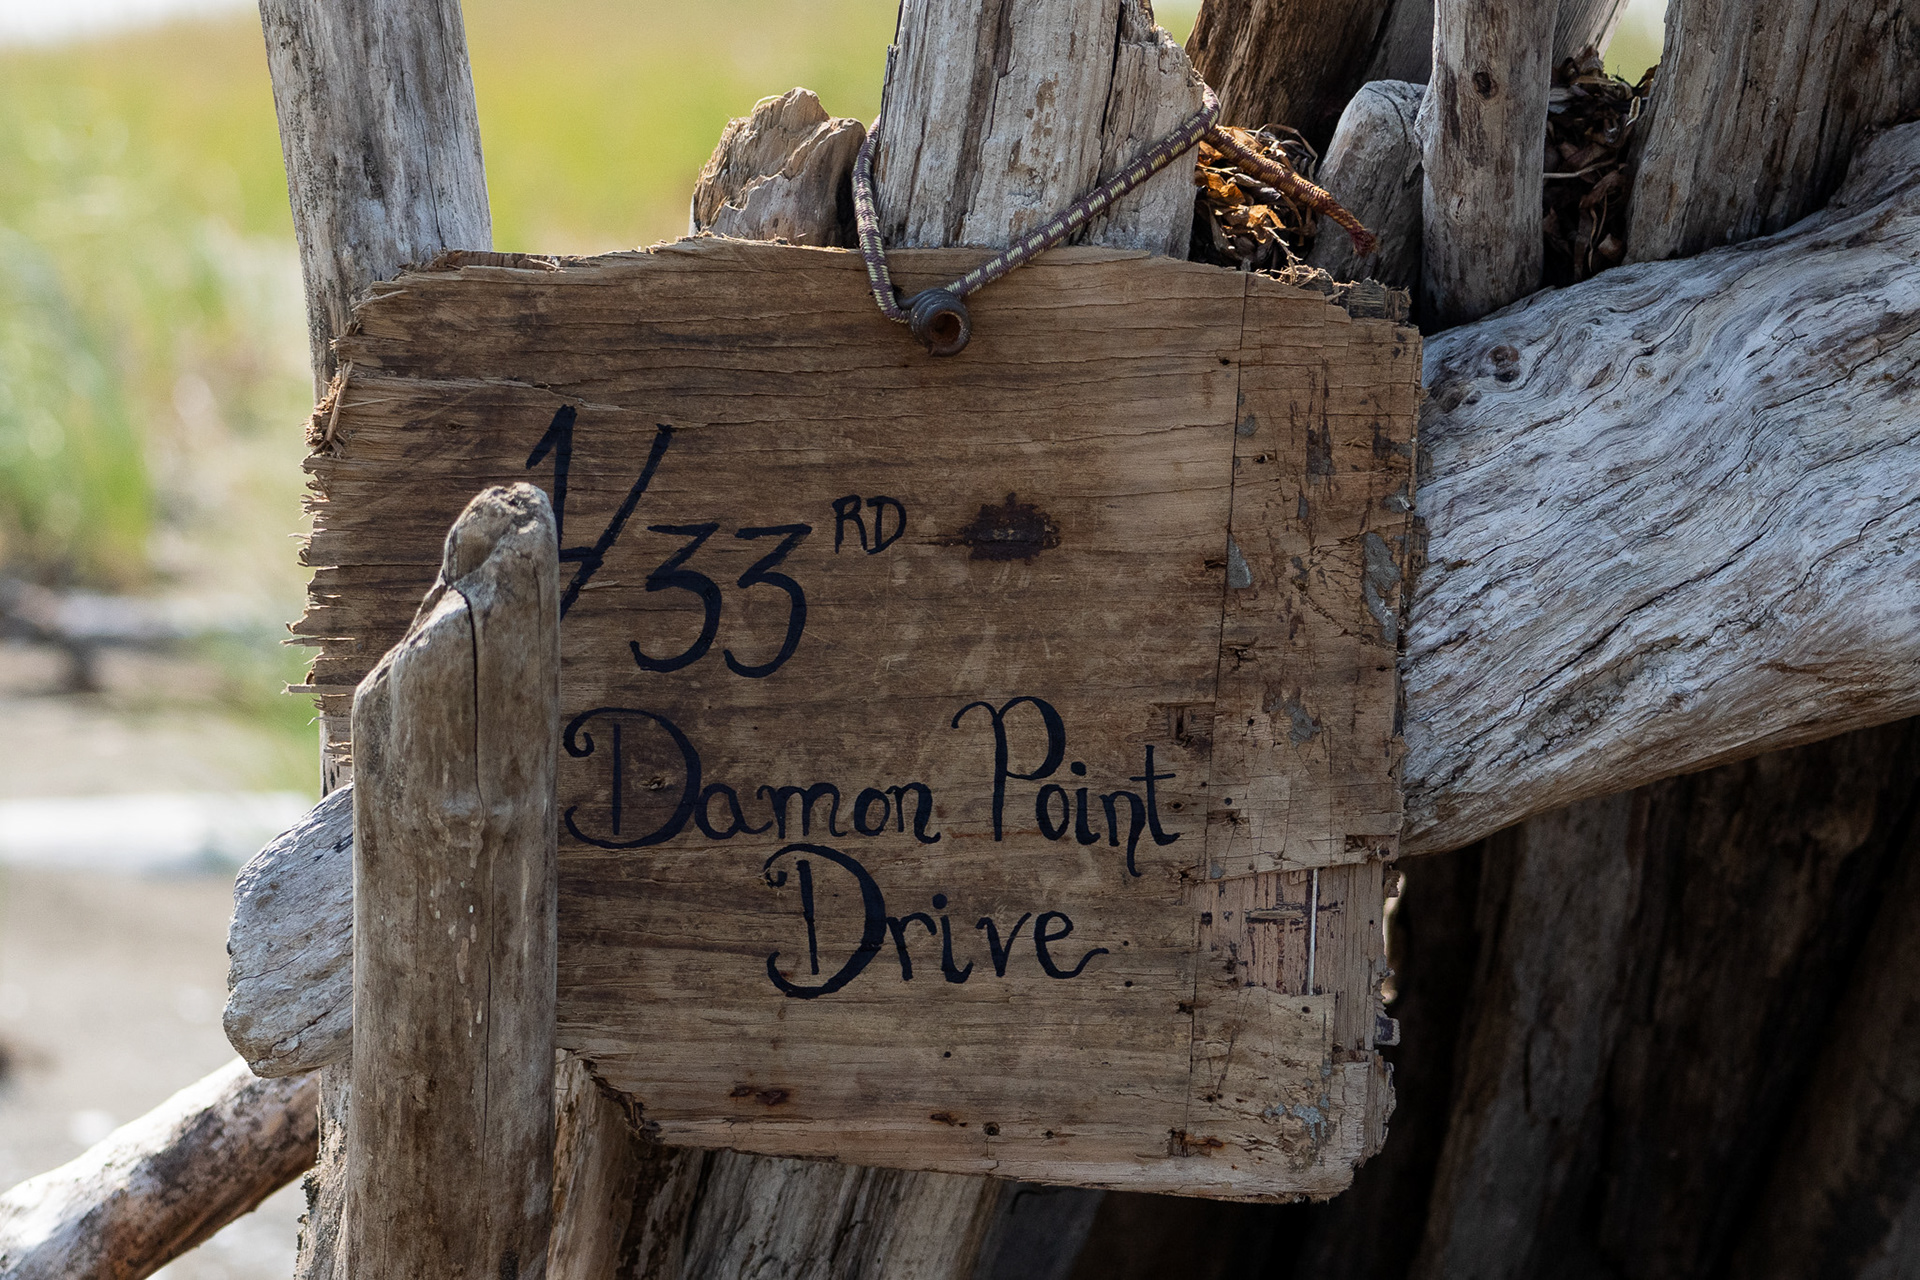 1/33RD
Damon Point
Drive